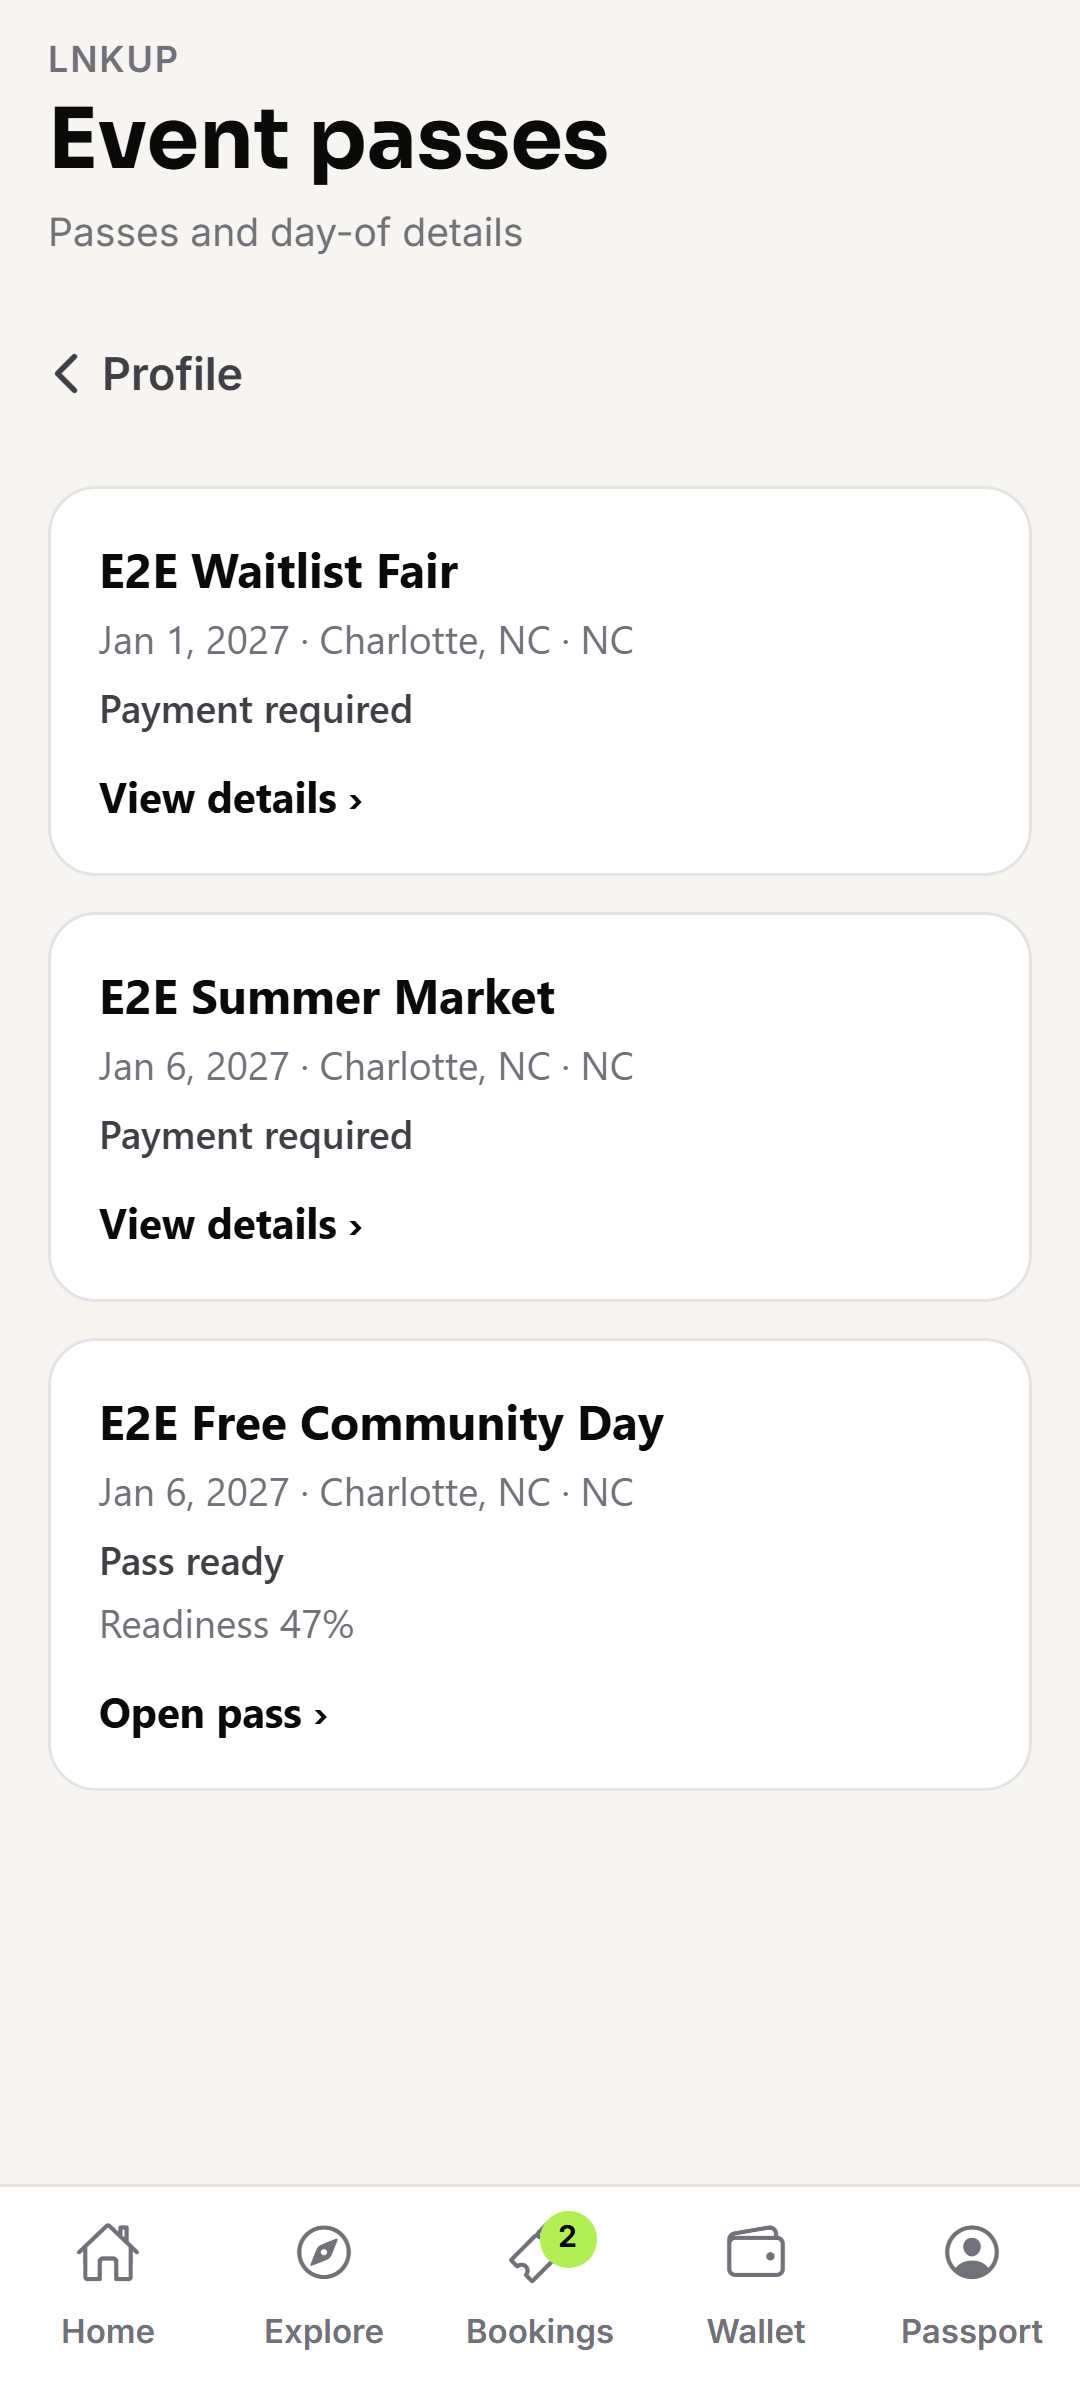 LNKUP
Event passes
Passes and day-of details
Profile
E2E Waitlist Fair
Jan 1, 2027 · Charlotte, NC · NC
Payment required
View details ›
E2E Summer Market
Jan 6, 2027 · Charlotte, NC · NC
Payment required
View details ›
E2E Free Community Day
Jan 6, 2027 · Charlotte, NC · NC
Pass ready
Readiness 47%
Open pass ›
2
Home Explore Bookings Wallet Passport